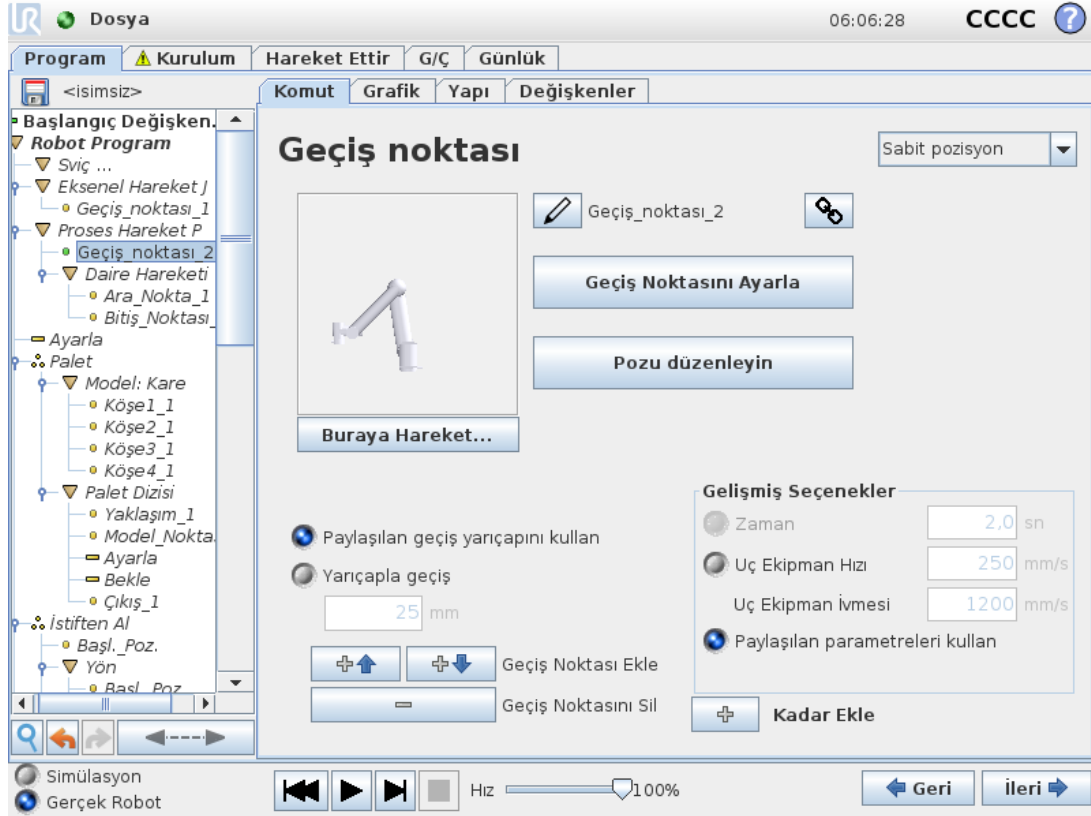 UR Dosya 06:06:28 CCCC ?
Program Kurulum Hareket Ettir G/Ç Günlük
<isimsiz> Komut Grafik Yapı Değişkenler
Başlangıç Değişken.
Robot Program
Sviç ...
Eksenel Hareket J
Geçiş_noktası_1
Proses Hareket P
Geçiş_noktası_2
Daire Hareketi
Ara_Nokta_1
Bitiş_Noktası_
Ayarla
Palet
Model: Kare
Köşe1_1
Köşe2_1
Köşe3_1
Köşe4_1
Palet Dizisi
Yaklaşım_1
Model_Nokta.
Ayarla
Bekle
Çıkış_1
İstiften Al
Başl._Poz.
Yön
Başl._Poz
Geçiş noktası
Sabit pozisyon
Geçiş_noktası_2
Geçiş Noktasını Ayarla
Pozu düzenleyin
Buraya Hareket...
Paylaşılan geçiş yarıçapını kullan
Yarıçapla geçiş
25 mm
Geçiş Noktası Ekle
Geçiş Noktasını Sil
Gelişmiş Seçenekler
Zaman 2,0 sn
Uç Ekipman Hızı 250 mm/s
Uç Ekipman İvmesi 1200 mm/s
Paylaşılan parametreleri kullan
Kadar Ekle
Simülasyon
Gerçek Robot
Hız 100%
Geri İleri